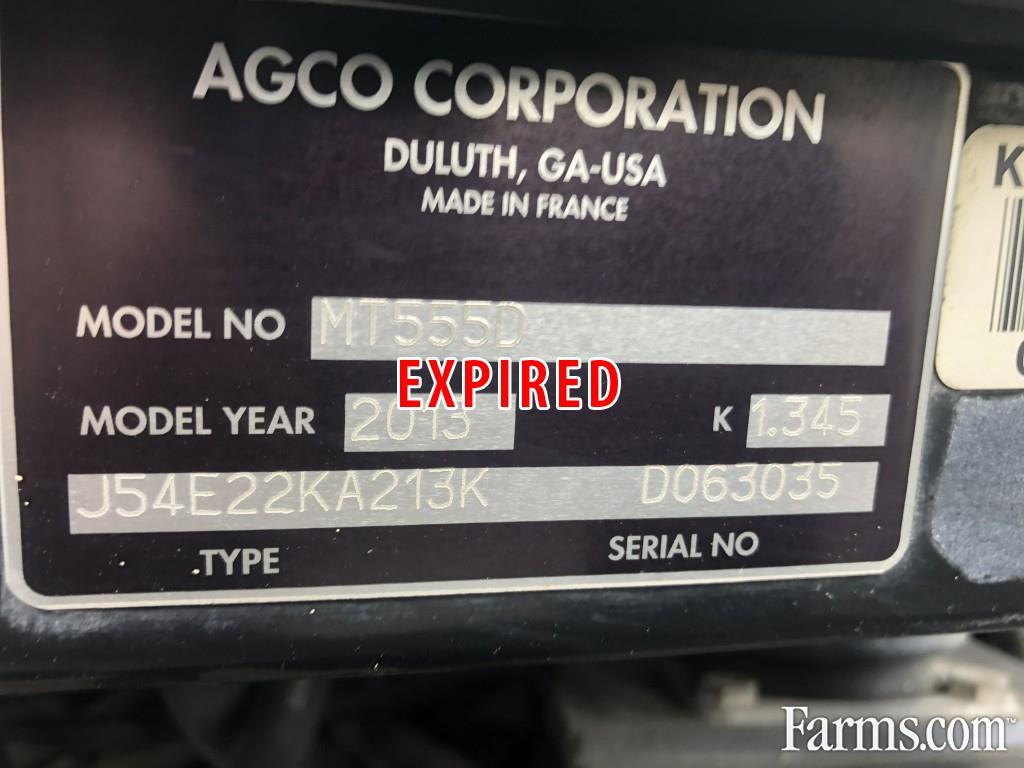 AGCO CORPORATION
DULUTH, GA-USA
MADE IN FRANCE
MODEL NO MT555D
EXPIRED
MODEL YEAR 2013 K 1.345
J54E22KA213K D063035
TYPE SERIAL NO
Farms.com™